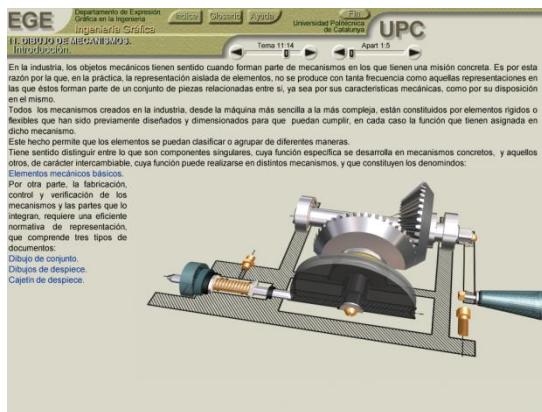 EGE
Departamento de Expresión
Gráfica en la Ingeniería
Ingeniería Gráfica
Indice
Glosario
Ayuda
Fin
Universidad Politécnica
de Catalunya
UPC
11. DIBUJO DE MECANISMOS.
Introducción.
Tema 11:14
Apart 1:5
En la industria, los objetos mecánicos tienen sentido cuando forman parte de mecanismos en los que tienen una misión concreta. Es por esta
razón por la que, en la práctica, la representación aislada de elementos, no se produce con tanta frecuencia como aquellas representaciones en
las que éstos forman parte de un conjunto de piezas relacionadas entre sí, ya sea por sus características mecánicas, como por su disposición
en el mismo.
Todos los mecanismos creados en la industria, desde la máquina más sencilla a la más compleja, están constituidos por elementos rígidos o
flexibles que han sido previamente diseñados y dimensionados para que puedan cumplir, en cada caso la función que tienen asignada en
dicho mecanismo.
Este hecho permite que los elementos se puedan clasificar o agrupar de diferentes maneras.
Tiene sentido distinguir entre lo que son componentes singulares, cuya función específica se desarrolla en mecanismos concretos, y aquellos
otros, de carácter intercambiable, cuya función puede realizarse en distintos mecanismos, y que constituyen los denomindos:
Elementos mecánicos básicos.
Por otra parte, la fabricación,
control y verificación de los
mecanismos y las partes que lo
integran, requiere una eficiente
normativa de representación,
que comprende tres tipos de
documentos:
Dibujo de conjunto.
Dibujos de despiece.
Cajetín de despiece.